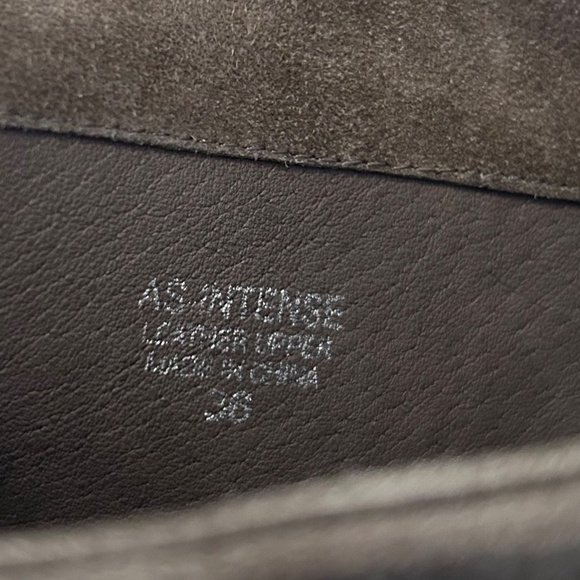 AS INTENSE
LEATHER UPPER
MADE IN CHINA
36